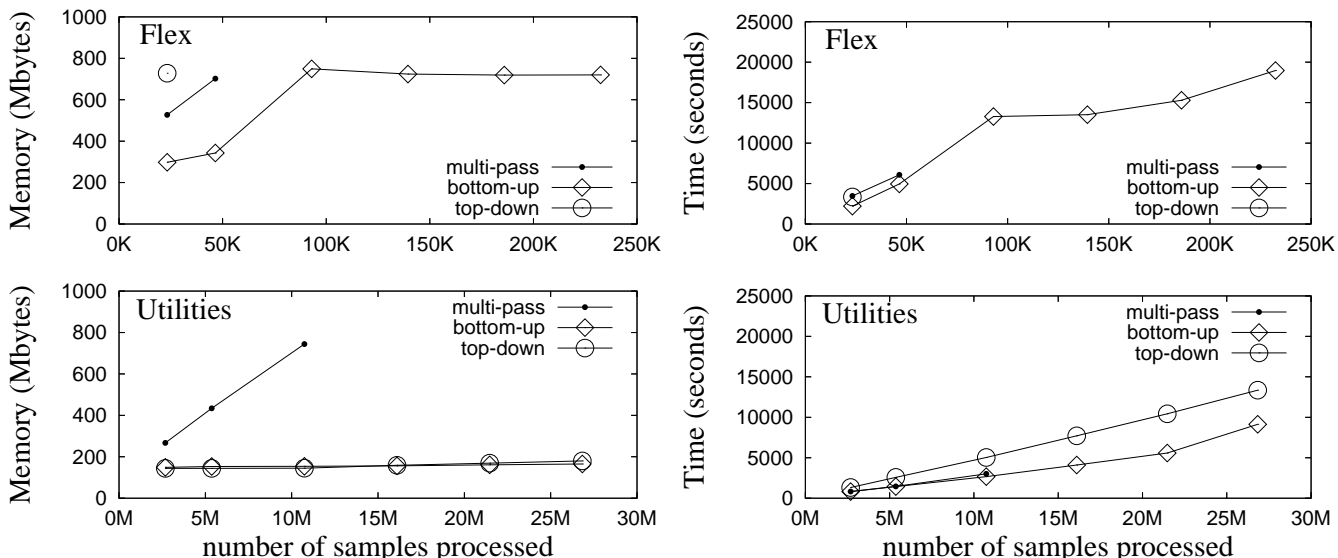 Memory (Mbytes)
1000
800
600
400
200
0
Flex
multi-pass
bottom-up
top-down
0K 50K 100K 150K 200K 250K
Time (seconds)
25000
20000
15000
10000
5000
0
Flex
multi-pass
bottom-up
top-down
0K 50K 100K 150K 200K 250K
Memory (Mbytes)
1000
800
600
400
200
0
Utilities
multi-pass
bottom-up
top-down
0M 5M 10M 15M 20M 25M 30M
number of samples processed
Time (seconds)
25000
20000
15000
10000
5000
0
Utilities
multi-pass
bottom-up
top-down
0M 5M 10M 15M 20M 25M 30M
number of samples processed